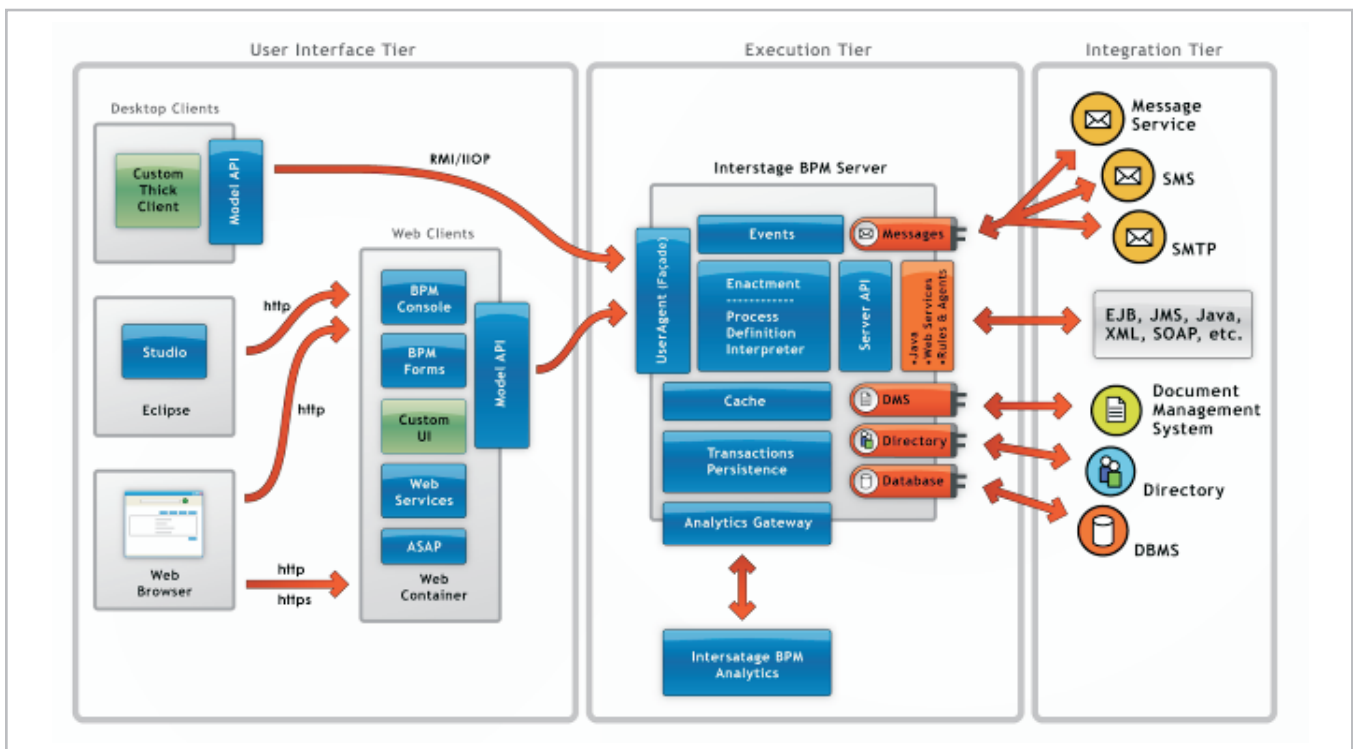 User Interface Tier
Execution Tier
Integration Tier
Desktop Clients
Custom
Thick
Client
Model API
RMI/IIOP
Studio
Eclipse
http
http
Web
Browser
http
https
Web Clients
BPM
Console
BPM
Forms
Custom
UI
Web
Services
ASAP
Web
Container
Model API
Interstage BPM Server
UserAgent (Façade)
Events
Messages
Enactment
------------
Process
Definition
Interpreter
Server API
•Java
•Web Services
•Rules & Agents
Cache
DMS
Transactions
Persistence
Directory
Database
Analytics Gateway
Intersatage BPM
Analytics
Message
Service
SMS
SMTP
EJB, JMS, Java,
XML, SOAP, etc.
Document
Management
System
Directory
DBMS